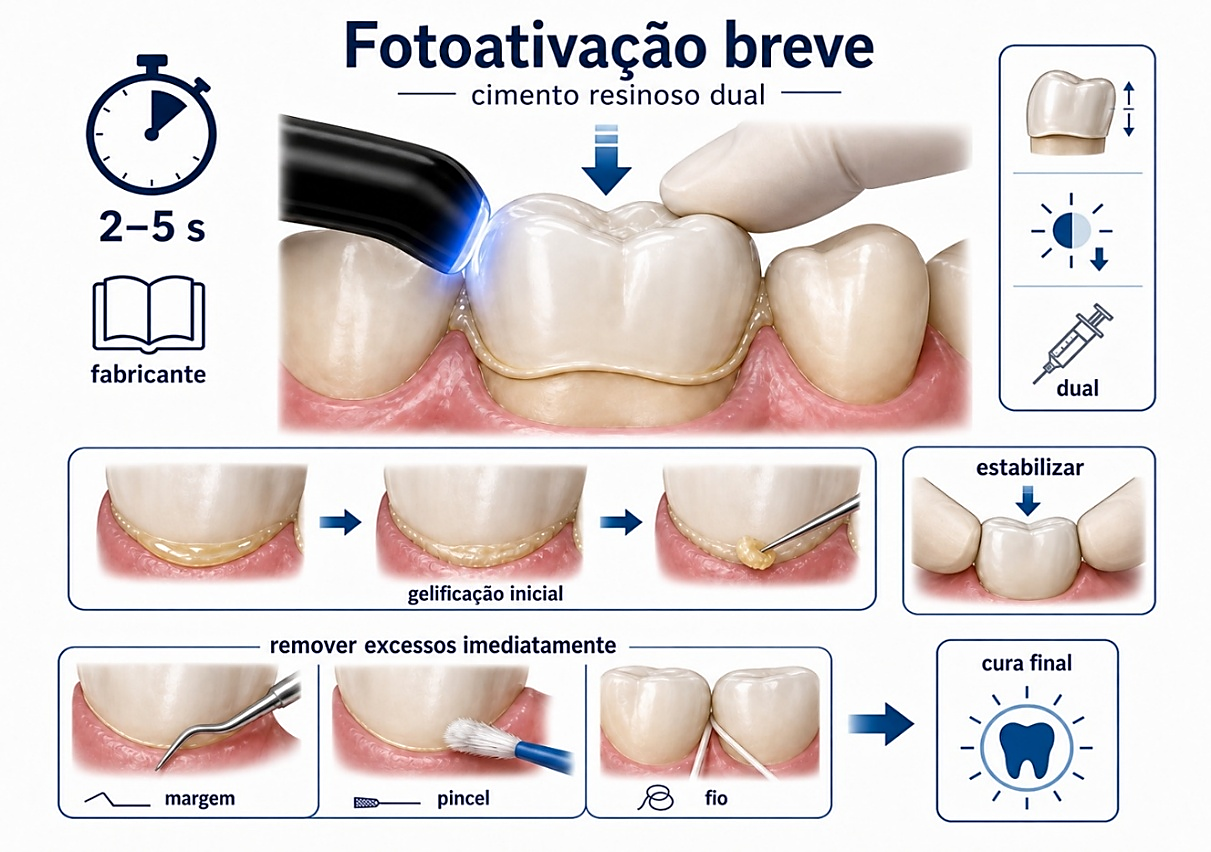 Fotoativação breve
cimento resinoso dual
2–5 s
fabricante
dual
gelificação inicial
estabilizar
remover excessos imediatamente
margem
pincel
fio
cura final